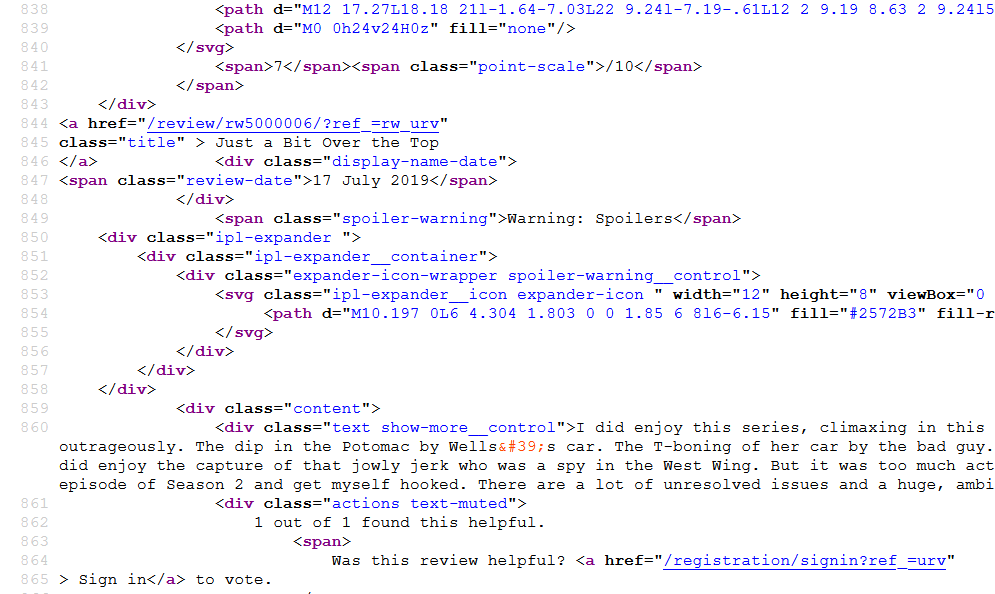 838 <path d="M12 17.27L18.18 21l-1.64-7.03L22 9.24l-7.19-.61L12 2 9.19 8.63 2 9.24l5
839 <path d="M0 0h24v24H0z" fill="none"/>
840 </svg>
841 <span>7</span><span class="point-scale">/10</span>
842 </span>
843 </div>
844 <a href="/review/rw5000006/?ref_=rw_urv"
845 class="title" > Just a Bit Over the Top
846 </a> <div class="display-name-date">
847 <span class="review-date">17 July 2019</span>
848 </div>
849 <span class="spoiler-warning">Warning: Spoilers</span>
850 <div class="ipl-expander ">
851 <div class="ipl-expander__container">
852 <div class="expander-icon-wrapper spoiler-warning__control">
853 <svg class="ipl-expander__icon expander-icon " width="12" height="8" viewBox="0
854 <path d="M10.197 0L6 4.304 1.803 0 0 1.85 6 8l6-6.15" fill="#2572B3" fill-r
855 </svg>
856 </div>
857 </div>
858 </div>
859 <div class="content">
860 <div class="text show-more__control">I did enjoy this series, climaxing in this
outrageously. The dip in the Potomac by Wells&#39;s car. The T-boning of her car by the bad guy.
did enjoy the capture of that jowly jerk who was a spy in the West Wing. But it was too much act
episode of Season 2 and get myself hooked. There are a lot of unresolved issues and a huge, ambi
861 <div class="actions text-muted">
862 1 out of 1 found this helpful.
863 <span>
864 Was this review helpful? <a href="/registration/signin?ref_=urv"
865 > Sign in</a> to vote.